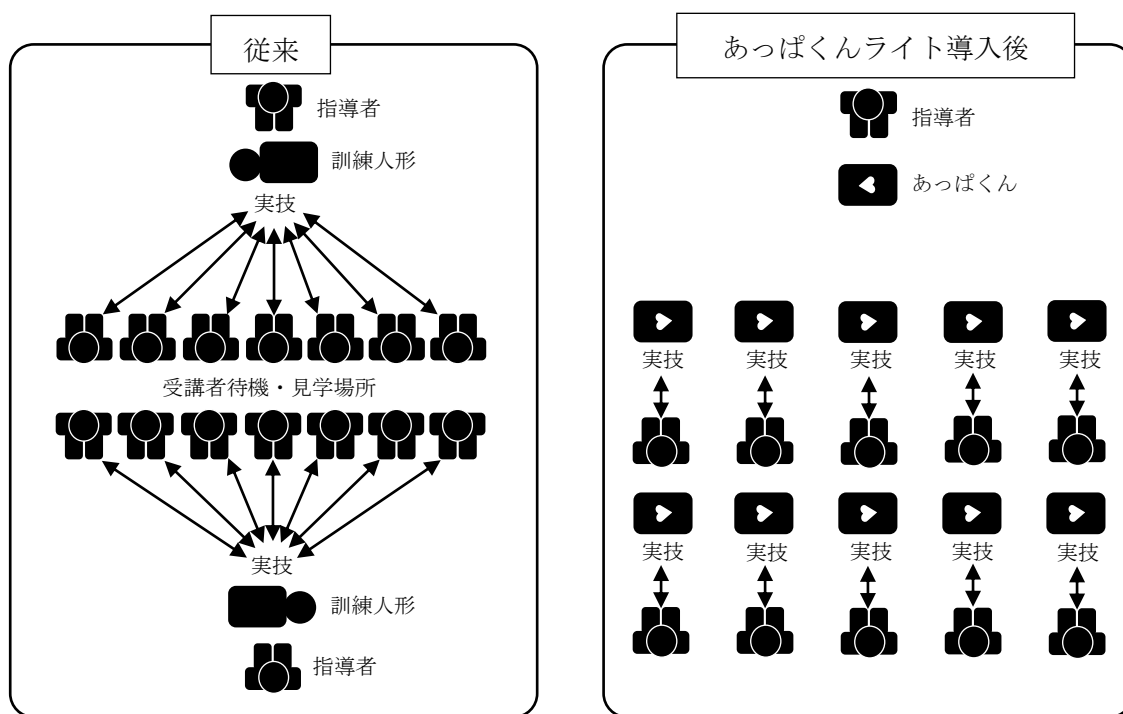 従来
指導者
訓練人形
実技
受講者待機・見学場所
実技
訓練人形
指導者
あっぱくんライト導入後
指導者
あっぱくん
実技 実技 実技 実技 実技
実技 実技 実技 実技 実技